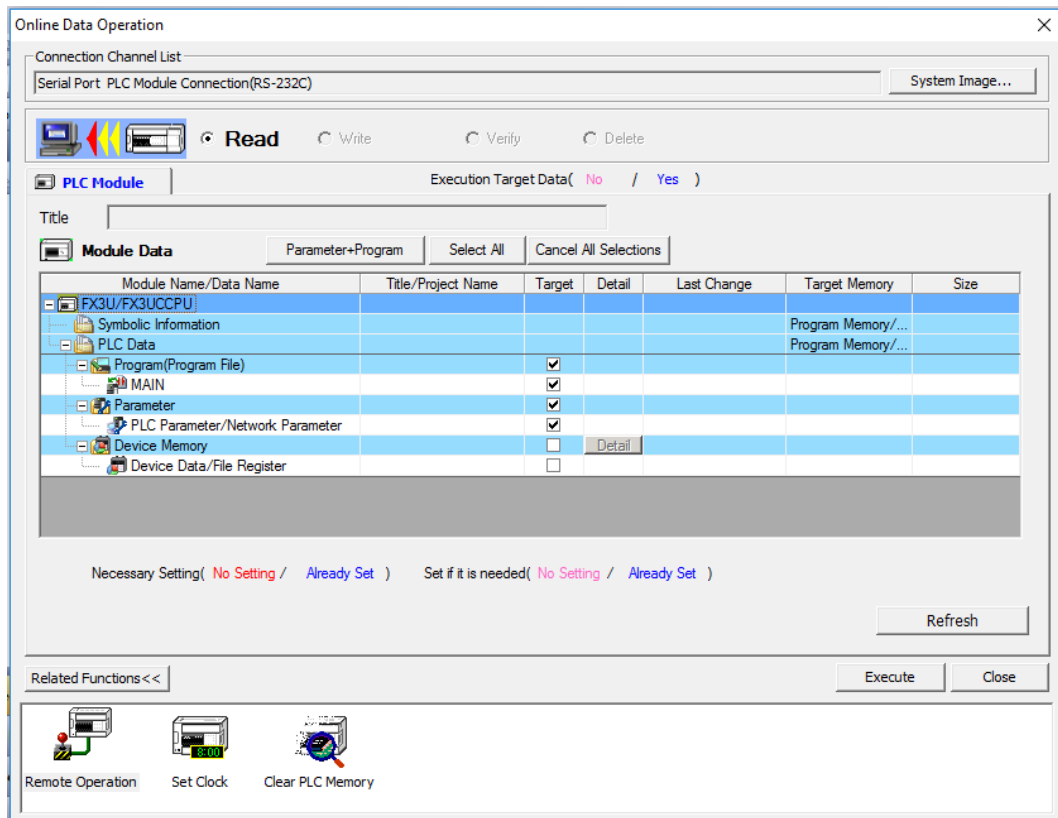 Online Data Operation
Connection Channel List
Serial Port PLC Module Connection(RS-232C)
System Image...
Read
Write
Verify
Delete
PLC Module
Execution Target Data( No / Yes )
Title
Module Data
Parameter+Program
Select All
Cancel All Selections
Module Name/Data Name Title/Project Name Target Detail Last Change Target Memory Size
FX3U/FX3UCCPU
Symbolic Information Program Memory/...
PLC Data Program Memory/...
Program(Program File)
MAIN
Parameter
PLC Parameter/Network Parameter
Device Memory Detail
Device Data/File Register
Necessary Setting( No Setting / Already Set ) Set if it is needed( No Setting / Already Set )
Refresh
Related Functions<<
Execute
Close
8:00
Remote Operation
Set Clock
Clear PLC Memory